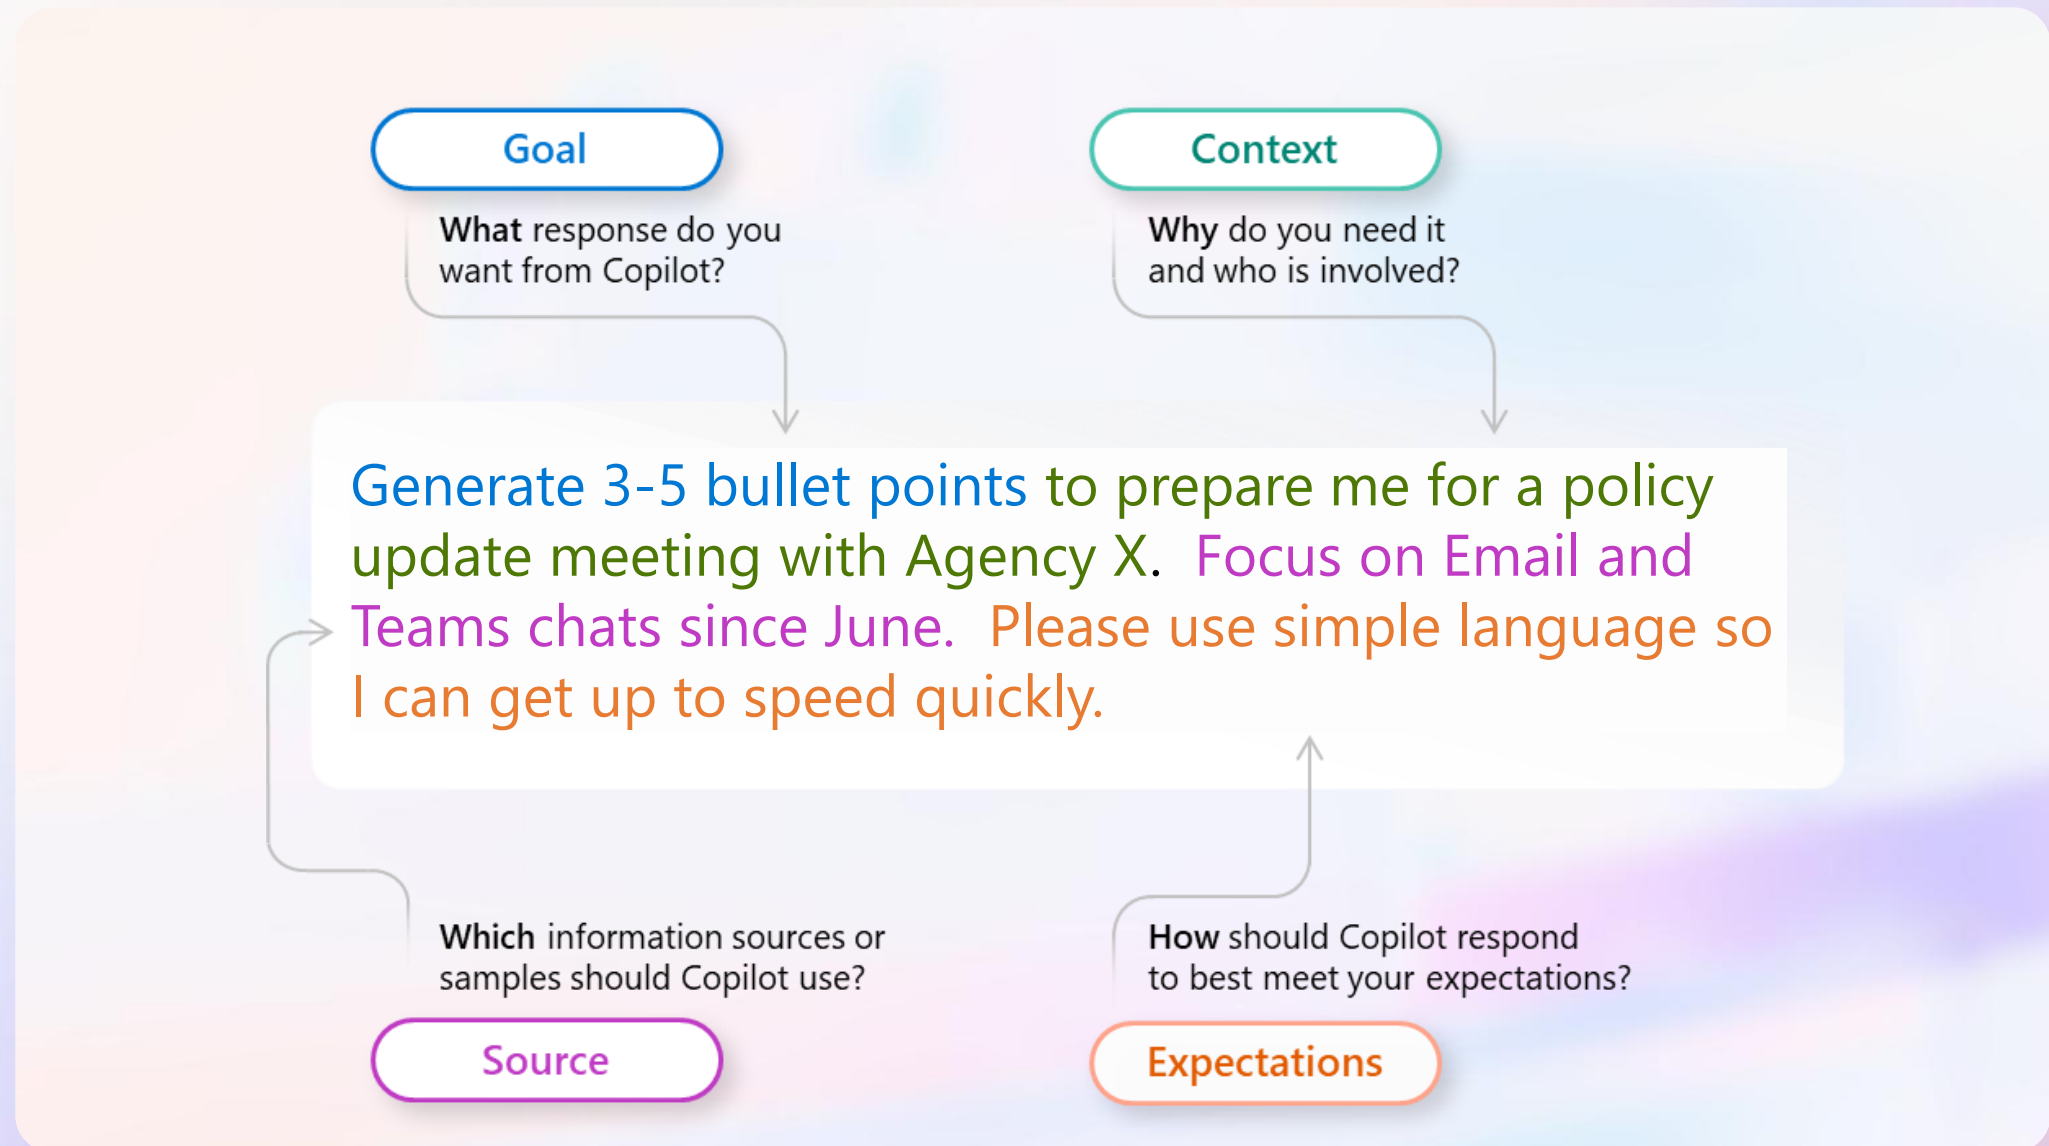 Goal
What response do you
want from Copilot?
Context
Why do you need it
and who is involved?
Generate 3-5 bullet points to prepare me for a policy
update meeting with Agency X.  Focus on Email and
Teams chats since June.  Please use simple language so
I can get up to speed quickly.
Which information sources or
samples should Copilot use?
Source
How should Copilot respond
to best meet your expectations?
Expectations